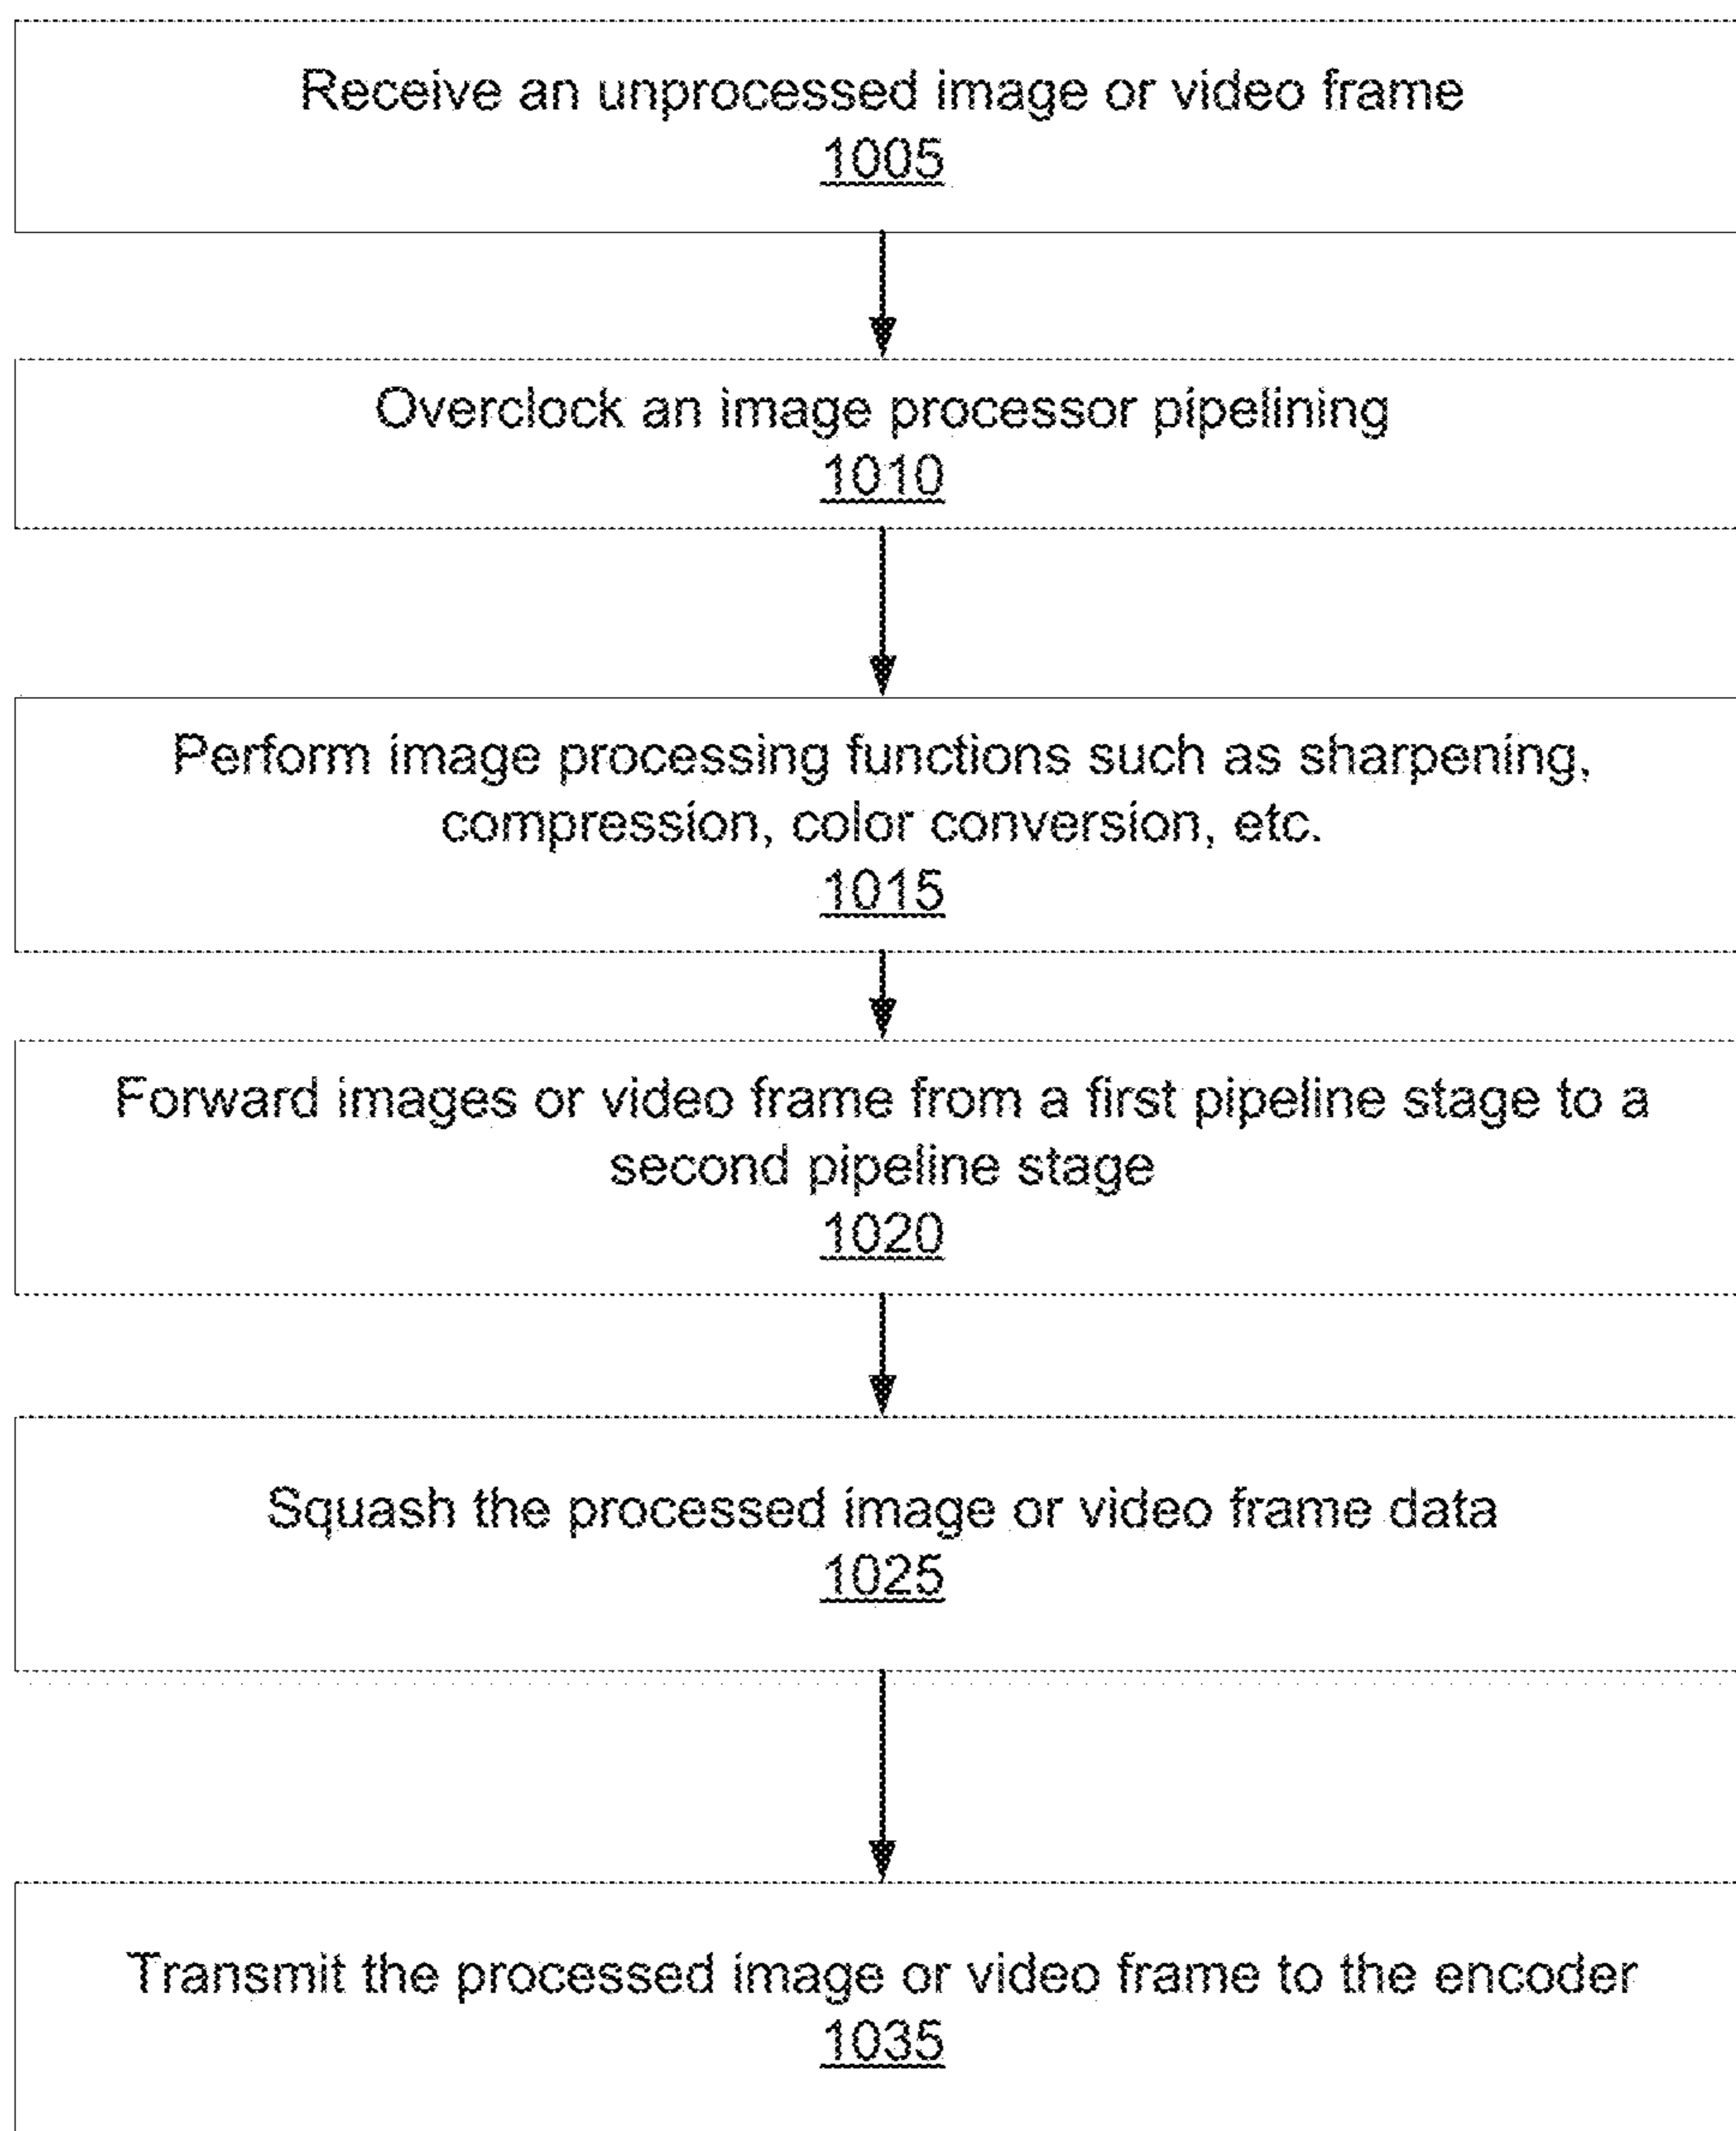 Receive an unprocessed image or video frame
1005
Overclock an image processor pipelining
1010
Perform image processing functions such as sharpening,
compression, color conversion, etc.
1015
Forward images or video frame from a first pipeline stage to a
second pipeline stage
1020
Squash the processed image or video frame data
1025
Transmit the processed image or video frame to the encoder
1035